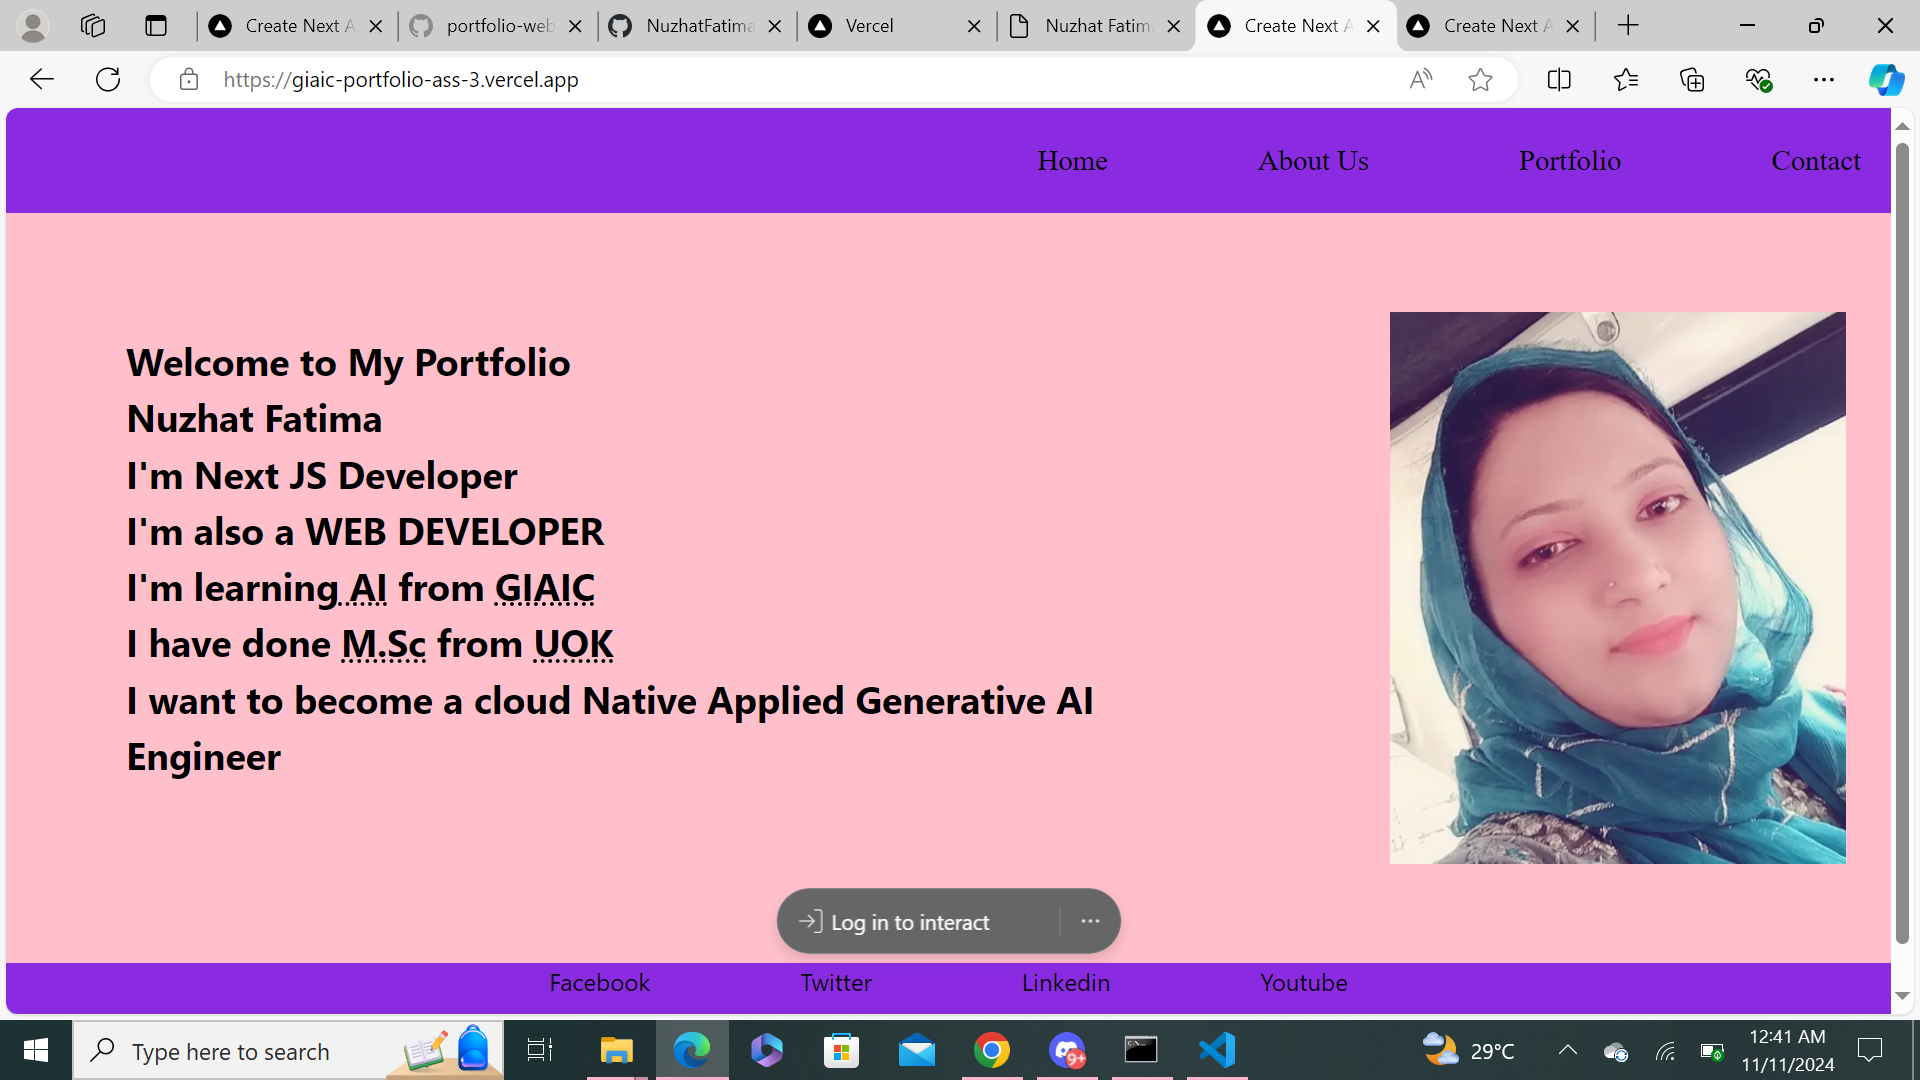 Create Next A
portfolio-web
NuzhatFatima
Vercel
Nuzhat Fatim
Create Next A
Create Next A
https://giaic-portfolio-ass-3.vercel.app
Home
About Us
Portfolio
Contact
Welcome to My Portfolio
Nuzhat Fatima
I'm Next JS Developer
I'm also a WEB DEVELOPER
I'm learning AI from GIAIC
I have done M.Sc from UOK
I want to become a cloud Native Applied Generative AI
Engineer
Log in to interact
Facebook
Twitter
Linkedin
Youtube
Type here to search
9+
29°C
12:41 AM
11/11/2024